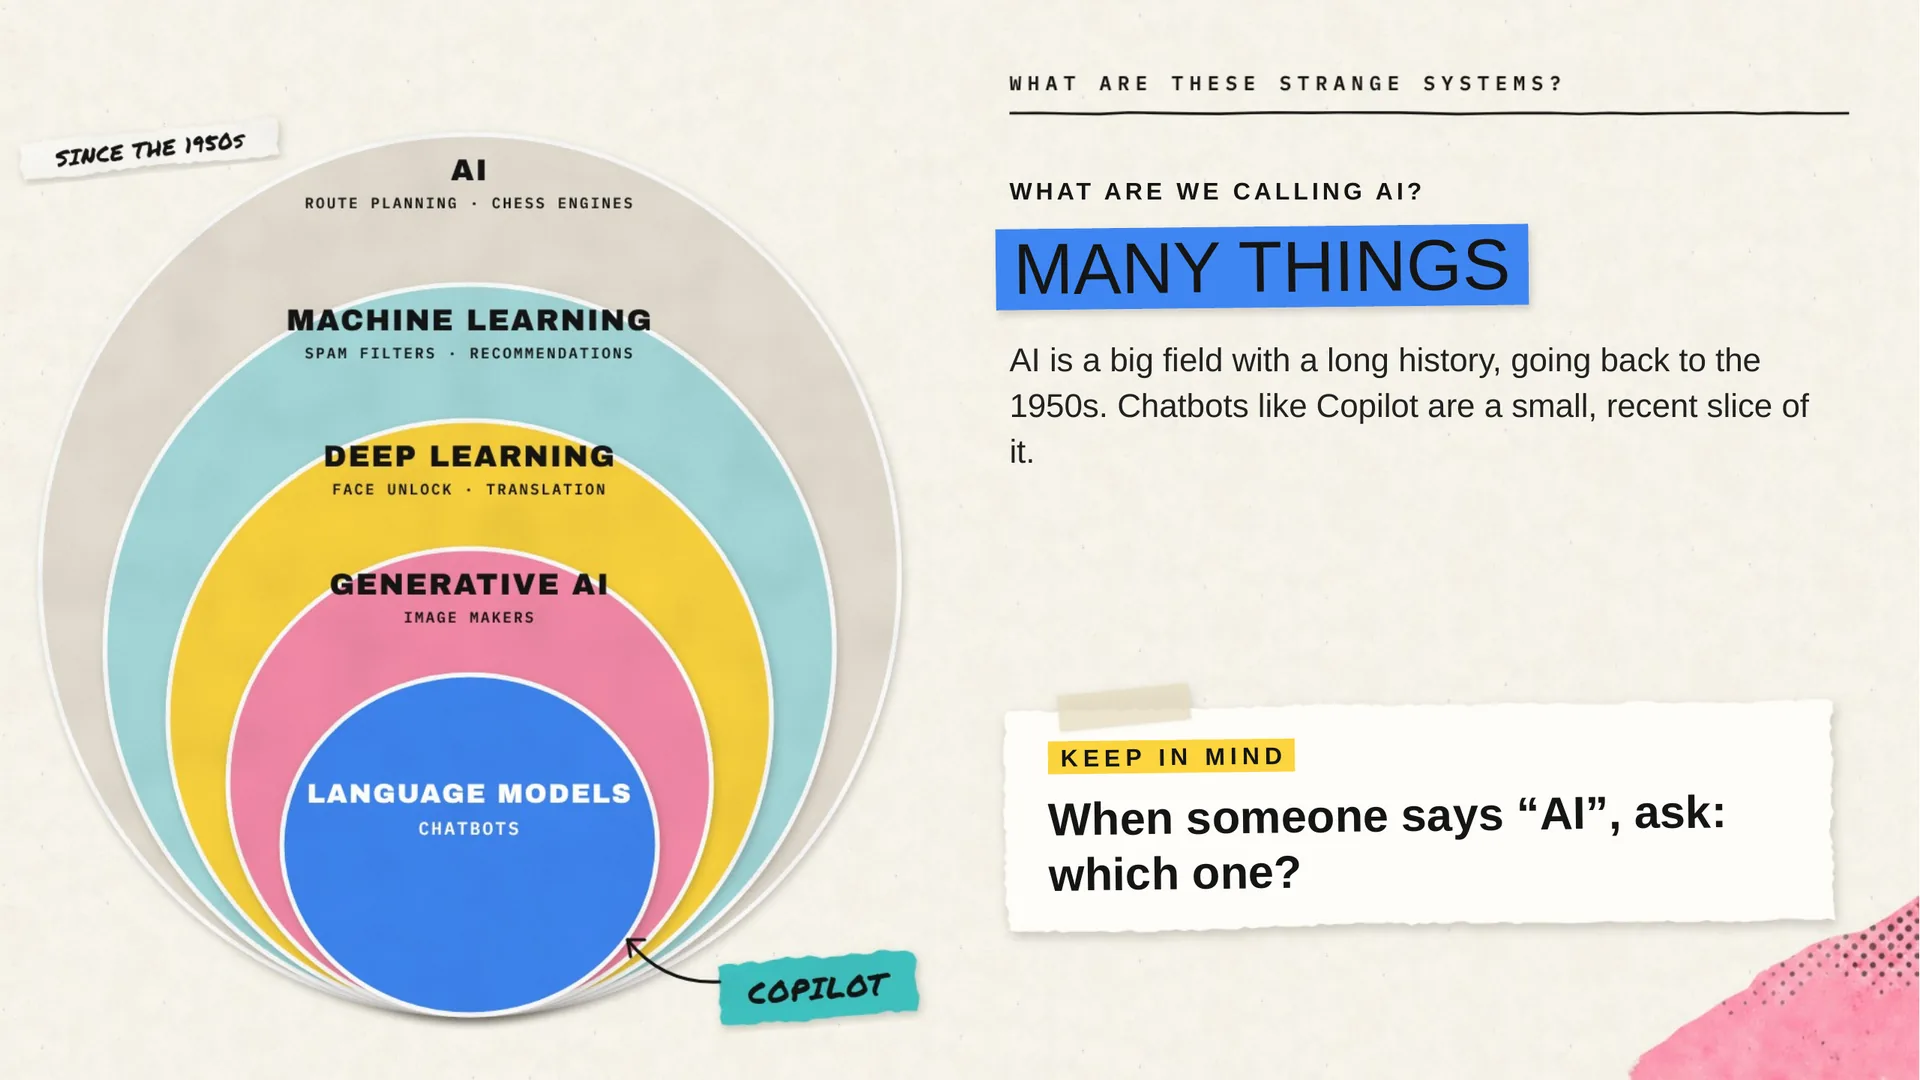 SINCE THE 1950s
AI
ROUTE PLANNING · CHESS ENGINES
MACHINE LEARNING
SPAM FILTERS · RECOMMENDATIONS
DEEP LEARNING
FACE UNLOCK · TRANSLATION
GENERATIVE AI
IMAGE MAKERS
LANGUAGE MODELS
CHATBOTS
COPILOT
WHAT ARE THESE STRANGE SYSTEMS?
WHAT ARE WE CALLING AI?
MANY THINGS
AI is a big field with a long history, going back to the
1950s. Chatbots like Copilot are a small, recent slice of
it.
KEEP IN MIND
When someone says “AI”, ask:
which one?